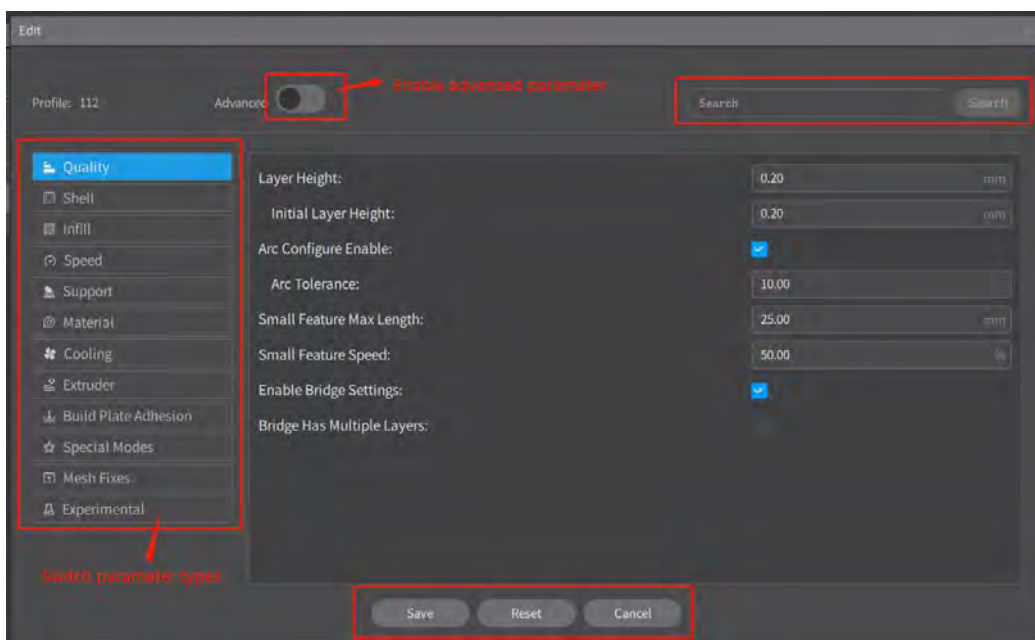 Edit
Enable advanced parameter
Profile: 112
Advanced
Search
Search
Quality
Shell
Infill
Speed
Support
Material
Cooling
Extruder
Build Plate Adhesion
Special Modes
Mesh Fixes
Experimental
Switch parameter types
Layer Height:
0.20 mm
Initial Layer Height:
0.20 mm
Arc Configure Enable:
Arc Tolerance:
10.00
Small Feature Max Length:
25.00 mm
Small Feature Speed:
50.00 %
Enable Bridge Settings:
Bridge Has Multiple Layers:
Save
Reset
Cancel